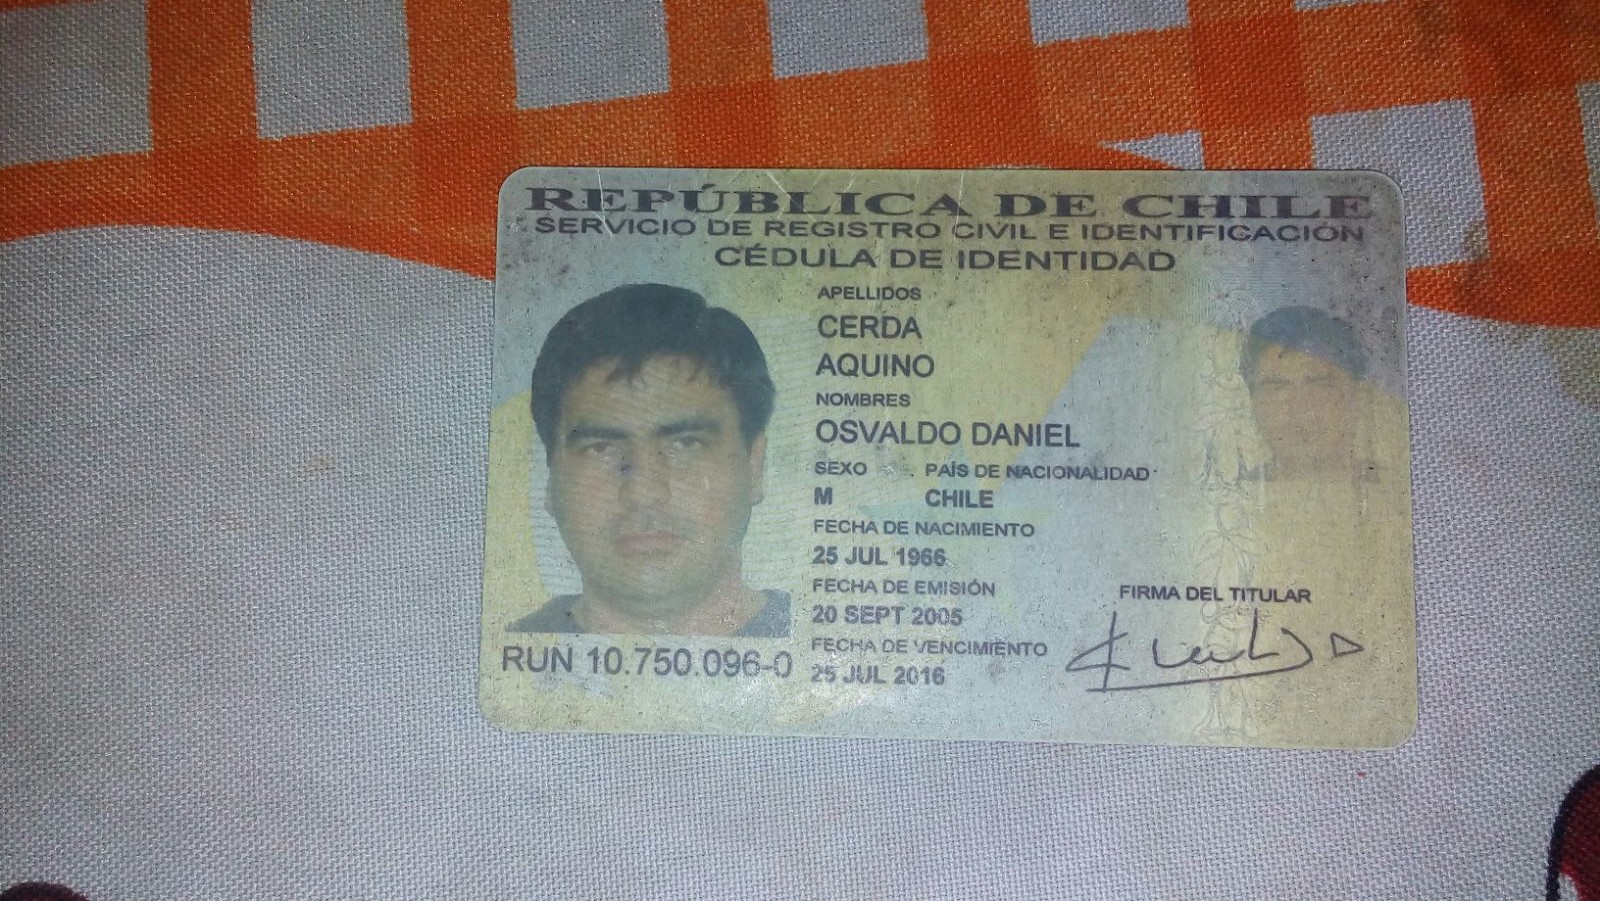 REPÚBLICA DE CHILE
SERVICIO DE REGISTRO CIVIL E IDENTIFICACIÓN
CÉDULA DE IDENTIDAD
APELLIDOS
CERDA
AQUINO
NOMBRES
OSVALDO DANIEL
SEXO PAÍS DE NACIONALIDAD
M CHILE
FECHA DE NACIMIENTO
25 JUL 1966
FECHA DE EMISIÓN
20 SEPT 2005
FIRMA DEL TITULAR
FECHA DE VENCIMIENTO
25 JUL 2016
RUN 10.750.096-0